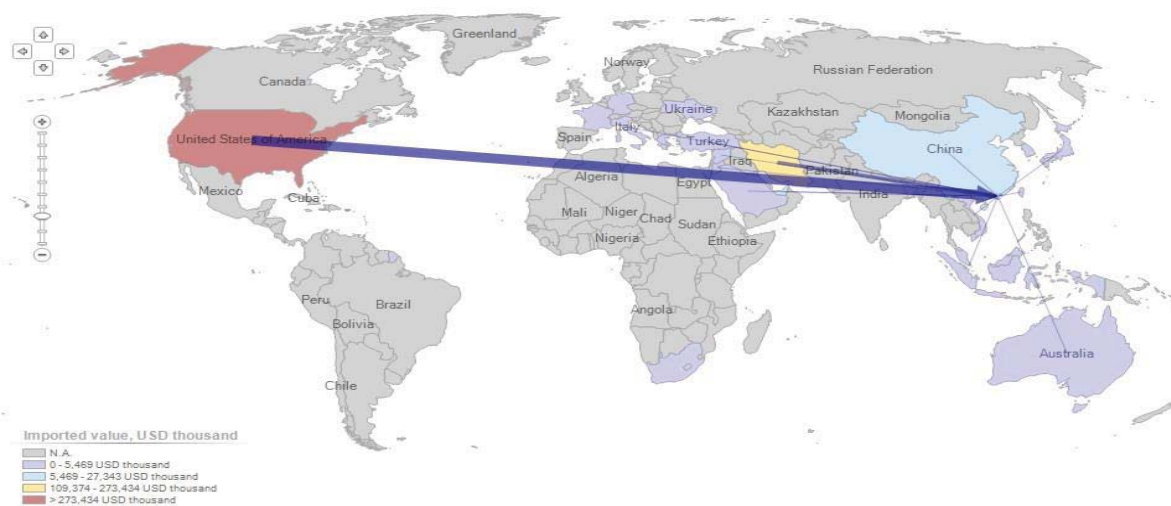 Greenland
Norway
Russian Federation
Canada
Ukraine
Kazakhstan
Mongolia
Italy
Spain
Turkey
United States of America
China
Iraq
Pakistan
Algeria
Egypt
India
Mexico
Cuba
Mali
Niger
Chad
Sudan
Nigeria
Ethiopia
Peru
Brazil
Angola
Bolivia
Australia
Chile
Imported value, USD thousand
N.A.
0 - 5,469 USD thousand
5,469 - 27,343 USD thousand
109,374 - 273,434 USD thousand
> 273,434 USD thousand